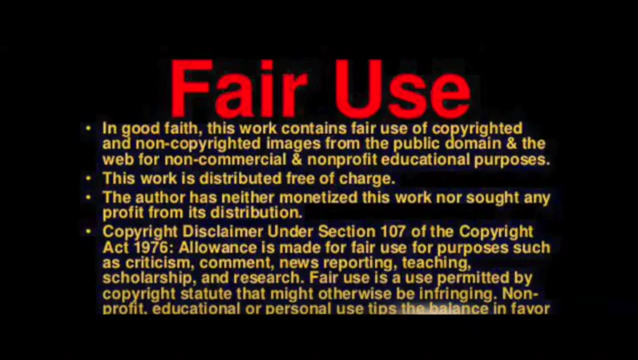 Fair Use
• In good faith, this work contains fair use of copyrighted
and non-copyrighted images from the public domain & the
web for non-commercial & nonprofit educational purposes.
• This work is distributed free of charge.
• The author has neither monetized this work nor sought any
profit from its distribution.
• Copyright Disclaimer Under Section 107 of the Copyright
Act 1976: Allowance is made for fair use for purposes such
as criticism, comment, news reporting, teaching,
scholarship, and research. Fair use is a use permitted by
copyright statute that might otherwise be infringing. Non-
profit, educational or personal use tips the balance in favor